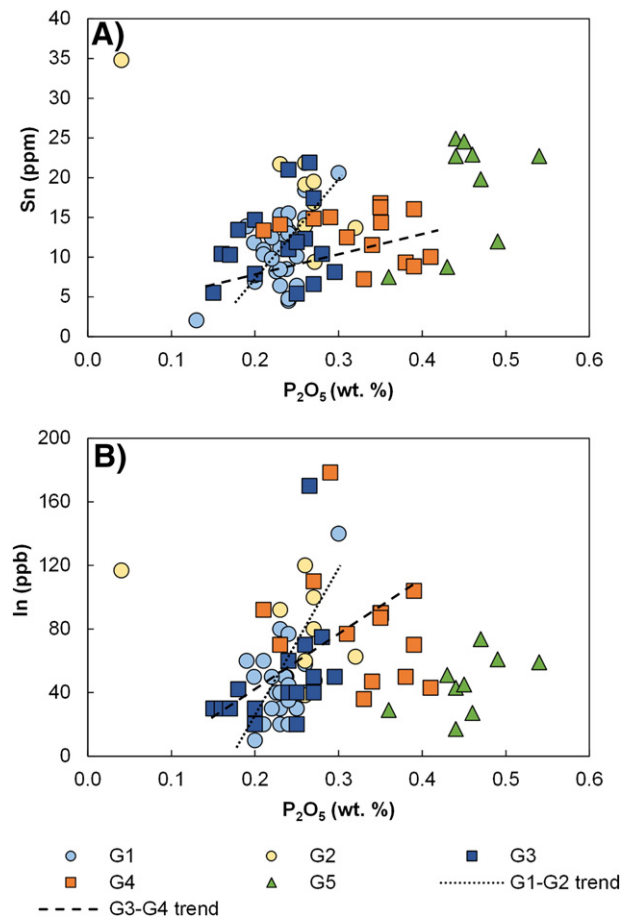 A)
40
35
30
25
20
15
10
5
0
Sn (ppm)
0.0 0.1 0.2 0.3 0.4 0.5 0.6
P₂O₅ (wt. %)
B)
200
160
120
80
40
0
In (ppb)
0.0 0.1 0.2 0.3 0.4 0.5 0.6
P₂O₅ (wt. %)
G1 G2 G3
G4 G5 G1-G2 trend
G3-G4 trend